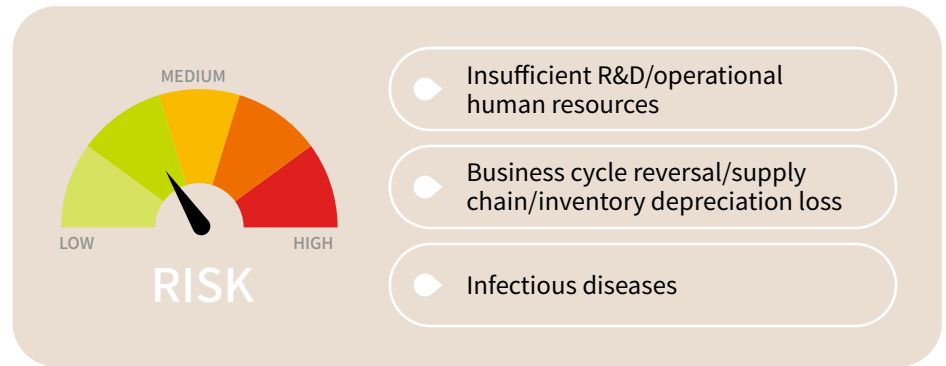 MEDIUM
LOW
HIGH
RISK
Insufficient R&D/operational
human resources
Business cycle reversal/supply
chain/inventory depreciation loss
Infectious diseases